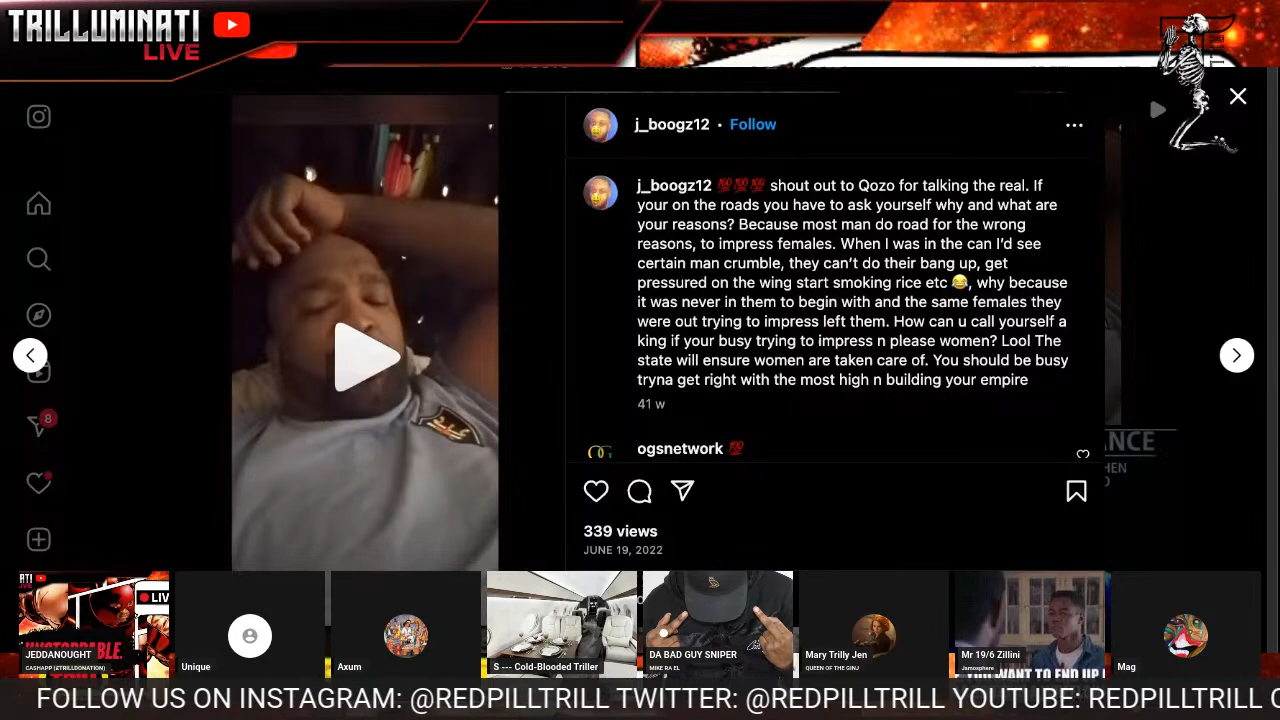 TRILLUMINATI
LIVE
j_boogz12 • Follow
j_boogz12 💯💯💯 shout out to Qozo for talking the real. If
your on the roads you have to ask yourself why and what are
your reasons? Because most man do road for the wrong
reasons, to impress females. When I was in the can I'd see
certain man crumble, they can't do their bang up, get
pressured on the wing start smoking rice etc 😂, why because
it was never in them to begin with and the same females they
were out trying to impress left them. How can u call yourself a
king if your busy trying to impress n please women? Lool The
state will ensure women are taken care of. You should be busy
tryna get right with the most high n building your empire
41 w
ogsnetwork 💯
8
339 views
JUNE 19, 2022
ANCE
HEN
LIV
JEDDANOUGHT
CASHAPP (£TRILLDONATION)
Unique
Axum
S --- Cold-Blooded Triller
DA BAD GUY SNIPER
MIKE RA EL
Mary Trilly Jen
QUEEN OF THE GINJ
Mr 19/6 Zillini
Jamosphere
WANT TO END UP
Mag
FOLLOW US ON INSTAGRAM: @REDPILLTRILL TWITTER: @REDPILLTRILL YOUTUBE: REDPILLTRILL